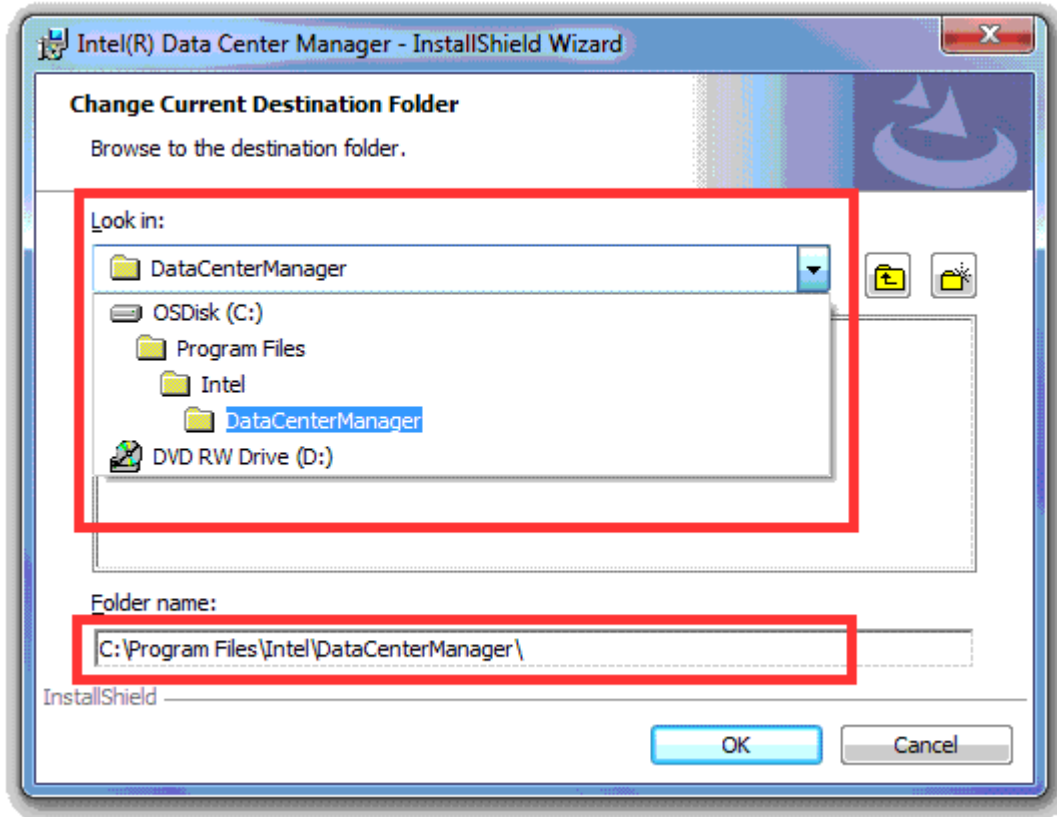 Intel(R) Data Center Manager - InstallShield Wizard
Change Current Destination Folder
Browse to the destination folder.
Look in:
DataCenterManager
OSDisk (C:)
Program Files
Intel
DataCenterManager
DVD RW Drive (D:)
Folder name:
C:\Program Files\Intel\DataCenterManager\
InstallShield
OK
Cancel